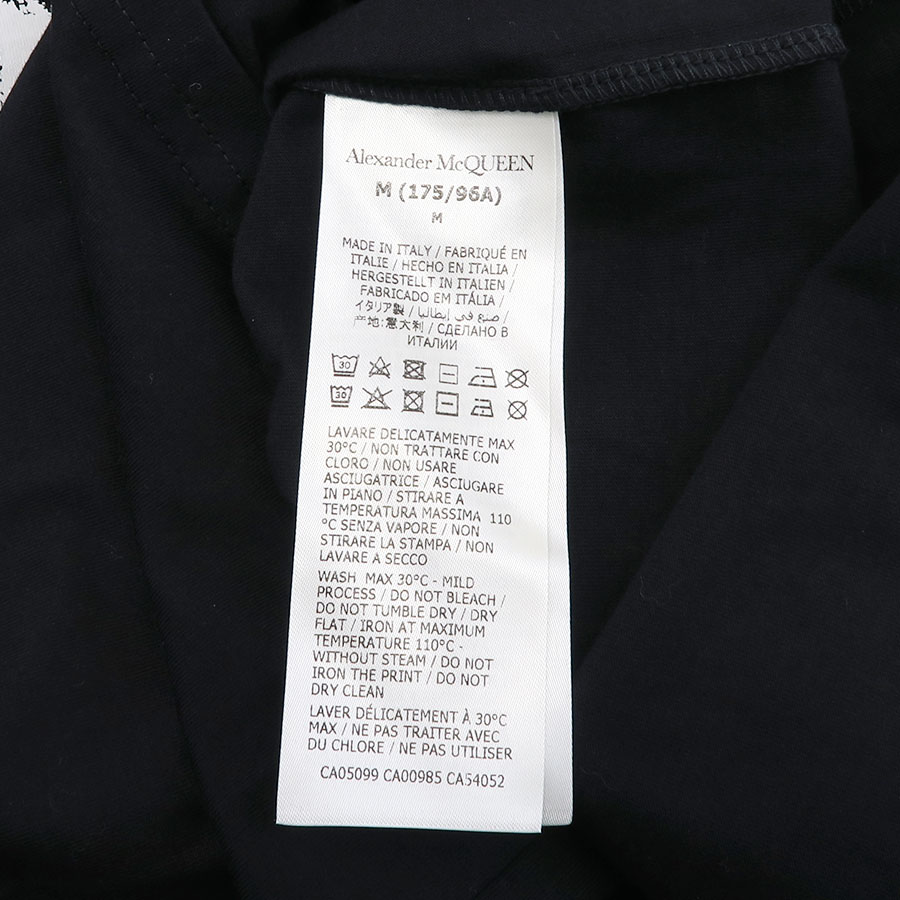 Alexander McQUEEN
M (175/96A)
M
MADE IN ITALY / FABRIQUÉ EN
ITALIE / HECHO EN ITALIA /
HERGESTELLT IN ITALIEN /
FABRICADO EM ITÁLIA /
イタリア製 / صنع في إيطاليا /
产地:意大利 / СДЕЛАНО В
ИТАЛИИ
30
30
LAVARE DELICATAMENTE MAX
30°C / NON TRATTARE CON
CLORO / NON USARE
ASCIUGATRICE / ASCIUGARE
IN PIANO / STIRARE A
TEMPERATURA MASSIMA 110
°C SENZA VAPORE / NON
STIRARE LA STAMPA / NON
LAVARE A SECCO
WASH MAX 30°C - MILD
PROCESS / DO NOT BLEACH /
DO NOT TUMBLE DRY / DRY
FLAT / IRON AT MAXIMUM
TEMPERATURE 110°C -
WITHOUT STEAM / DO NOT
IRON THE PRINT / DO NOT
DRY CLEAN
LAVER DÉLICATEMENT À 30°C
MAX / NE PAS TRAITER AVEC
DU CHLORE / NE PAS UTILISER
CA05099 CA00985 CA54052